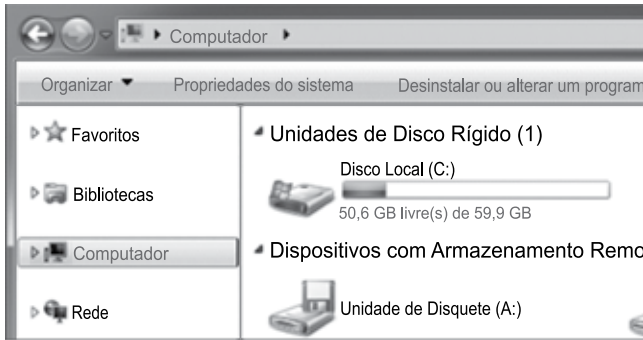 Computador
Organizar Propriedades do sistema Desinstalar ou alterar um program
Favoritos
Bibliotecas
Computador
Rede
Unidades de Disco Rígido (1)
Disco Local (C:)
50,6 GB livre(s) de 59,9 GB
Dispositivos com Armazenamento Remo
Unidade de Disquete (A:)